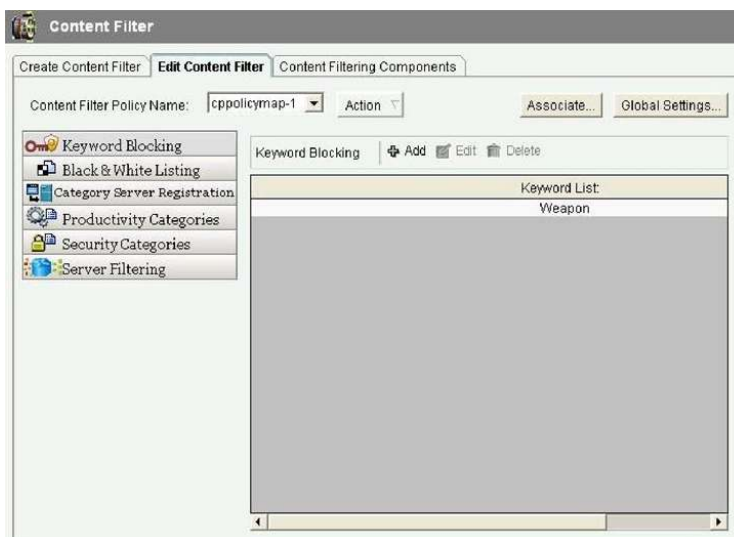 Content Filter
Create Content Filter Edit Content Filter Content Filtering Components
Content Filter Policy Name: cppolicymap-1 Action Associate... Global Settings...
Keyword Blocking
Black & White Listing
Category Server Registration
Productivity Categories
Security Categories
Server Filtering
Keyword Blocking Add Edit Delete
Keyword List:
Weapon